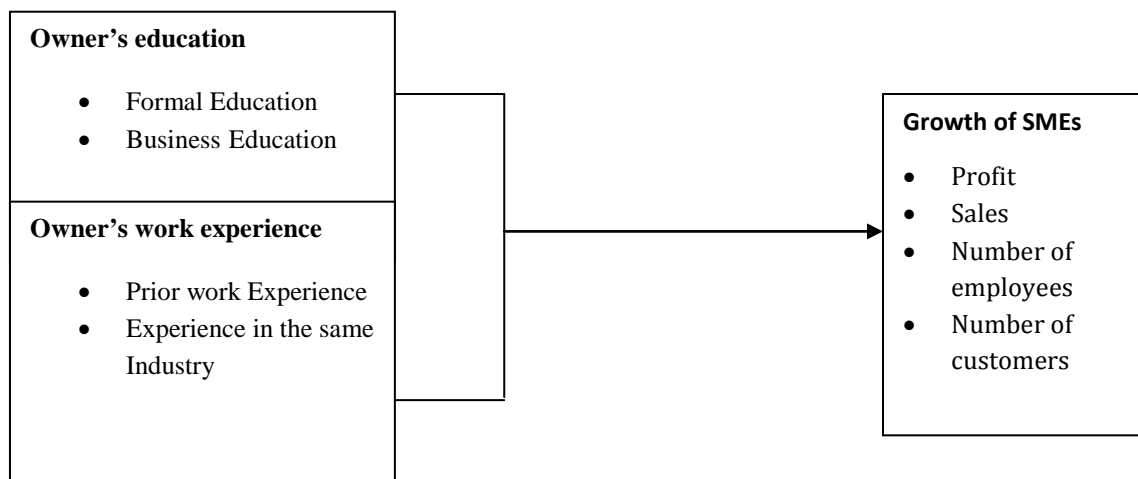 Owner’s education
• Formal Education
• Business Education
Owner’s work experience
• Prior work Experience
• Experience in the same
Industry
Growth of SMEs
• Profit
• Sales
• Number of
employees
• Number of
customers